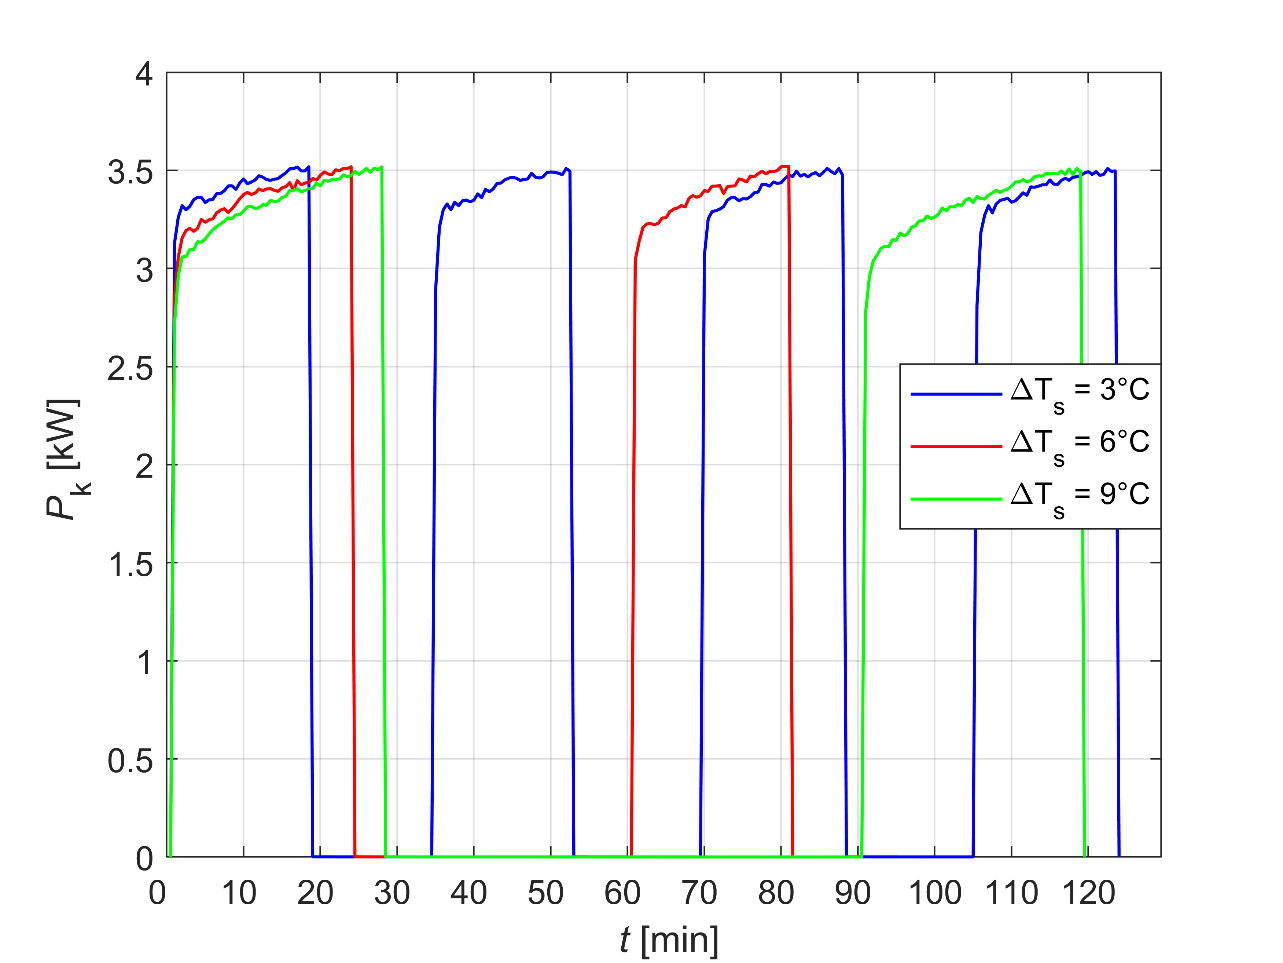 4
3.5
3
2.5
2
1.5
1
0.5
0
P_k [kW]
ΔT_s = 3°C
ΔT_s = 6°C
ΔT_s = 9°C
0 10 20 30 40 50 60 70 80 90 100 110 120
t [min]